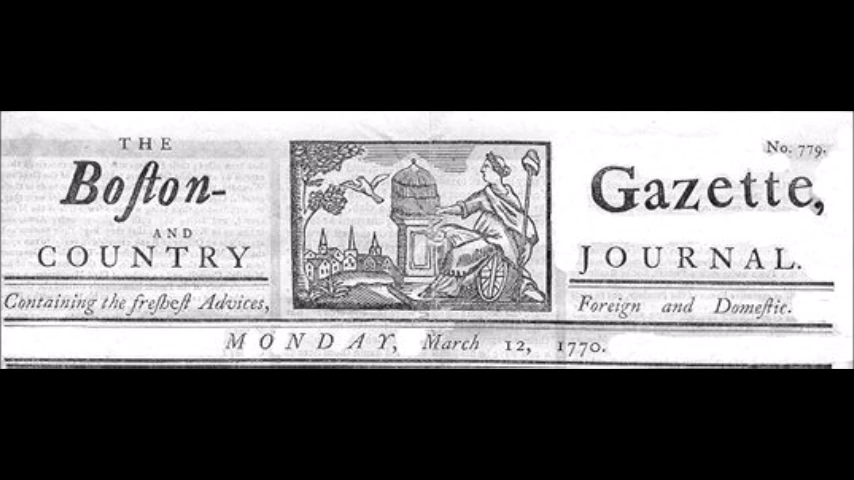 THE
No. 779.
Boſton- Gazette,
AND
COUNTRY JOURNAL.
Containing the freſheſt Advices, Foreign and Domeſtic.
MONDAY, March 12, 1770.